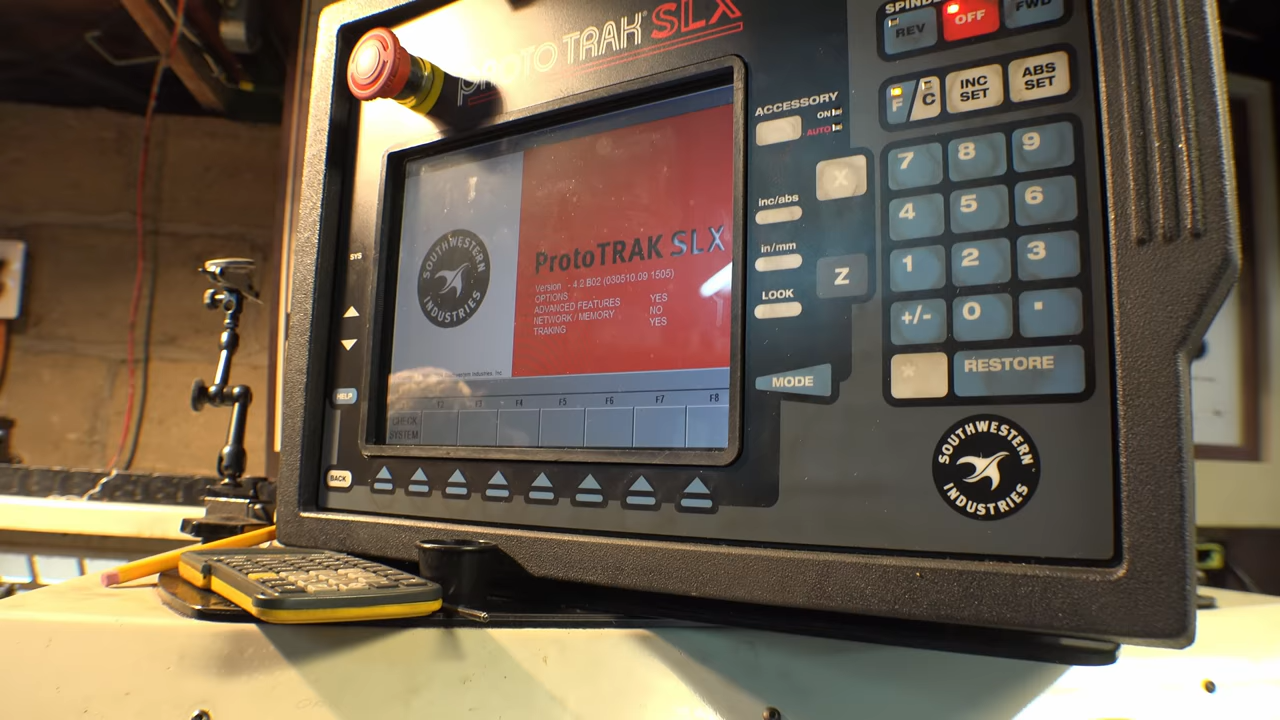 PROTO TRAK® SLX
SPINDLE
REV
OFF
FWD
F/C
INC
SET
ABS
SET
ACCESSORY
ON
AUTO
X
inc/abs
in/mm
Z
LOOK
MODE
7
8
9
4
5
6
1
2
3
+/-
0
.
*
RESTORE
SOUTHWESTERN
INDUSTRIES
SYS
HELP
BACK
SOUTHWESTERN
INDUSTRIES
ProtoTRAK SLX
Version - 4.2 B02 (030510.09 1505)
OPTIONS
ADVANCED FEATURES YES
NETWORK / MEMORY NO
TRAKING YES
Industries, Inc
F2 F3 F4 F5 F6 F7 F8
CHECK
SYSTEM